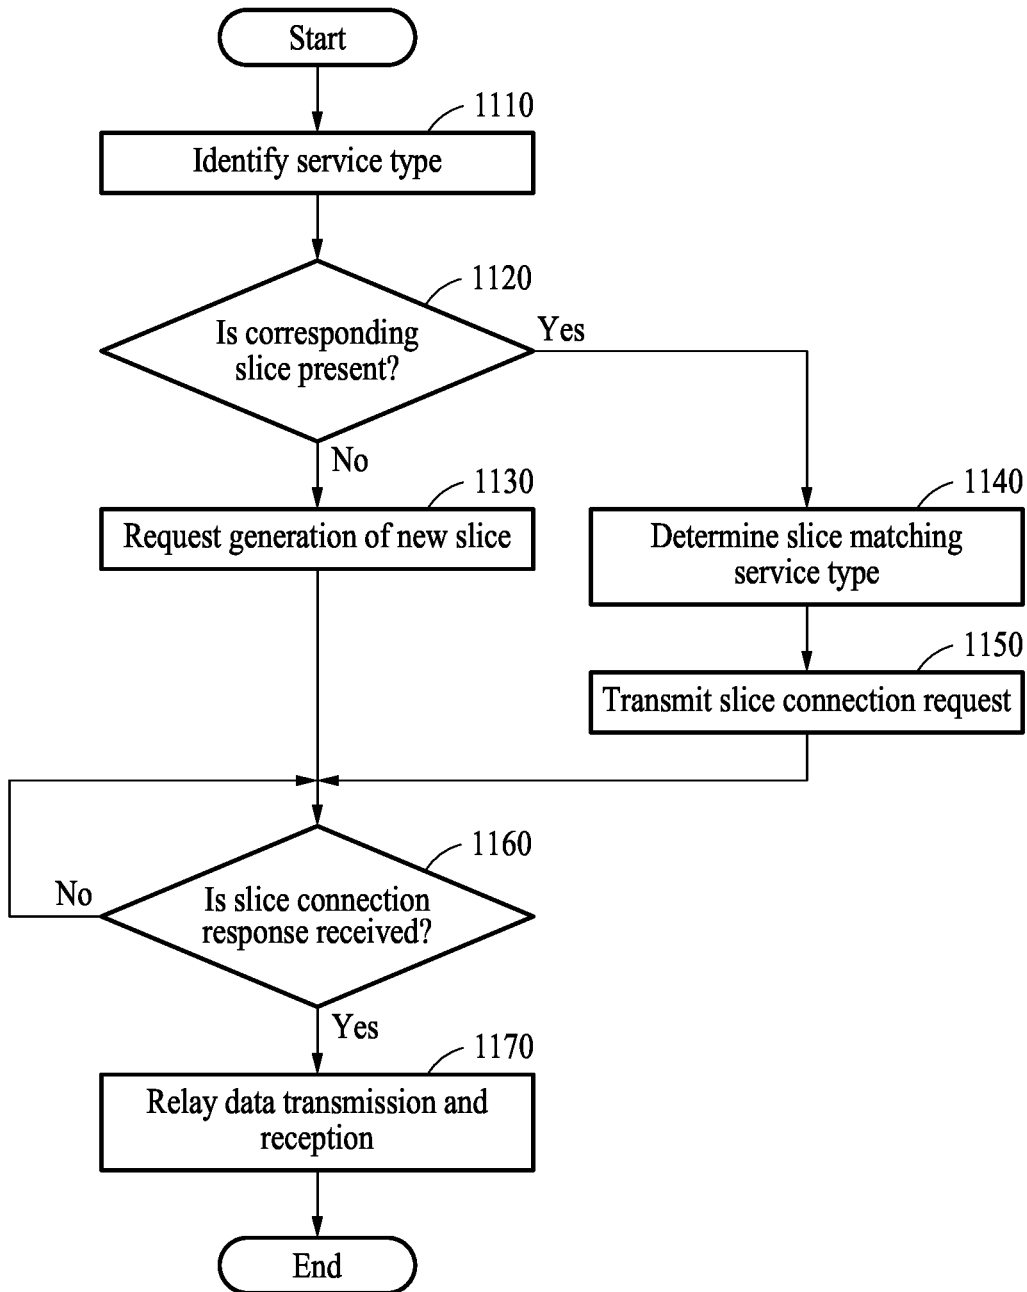 Start
1110
Identify service type
1120
Is corresponding
slice present?
Yes
No
1130
Request generation of new slice
1140
Determine slice matching
service type
1150
Transmit slice connection request
1160
Is slice connection
response received?
No
Yes
1170
Relay data transmission and
reception
End